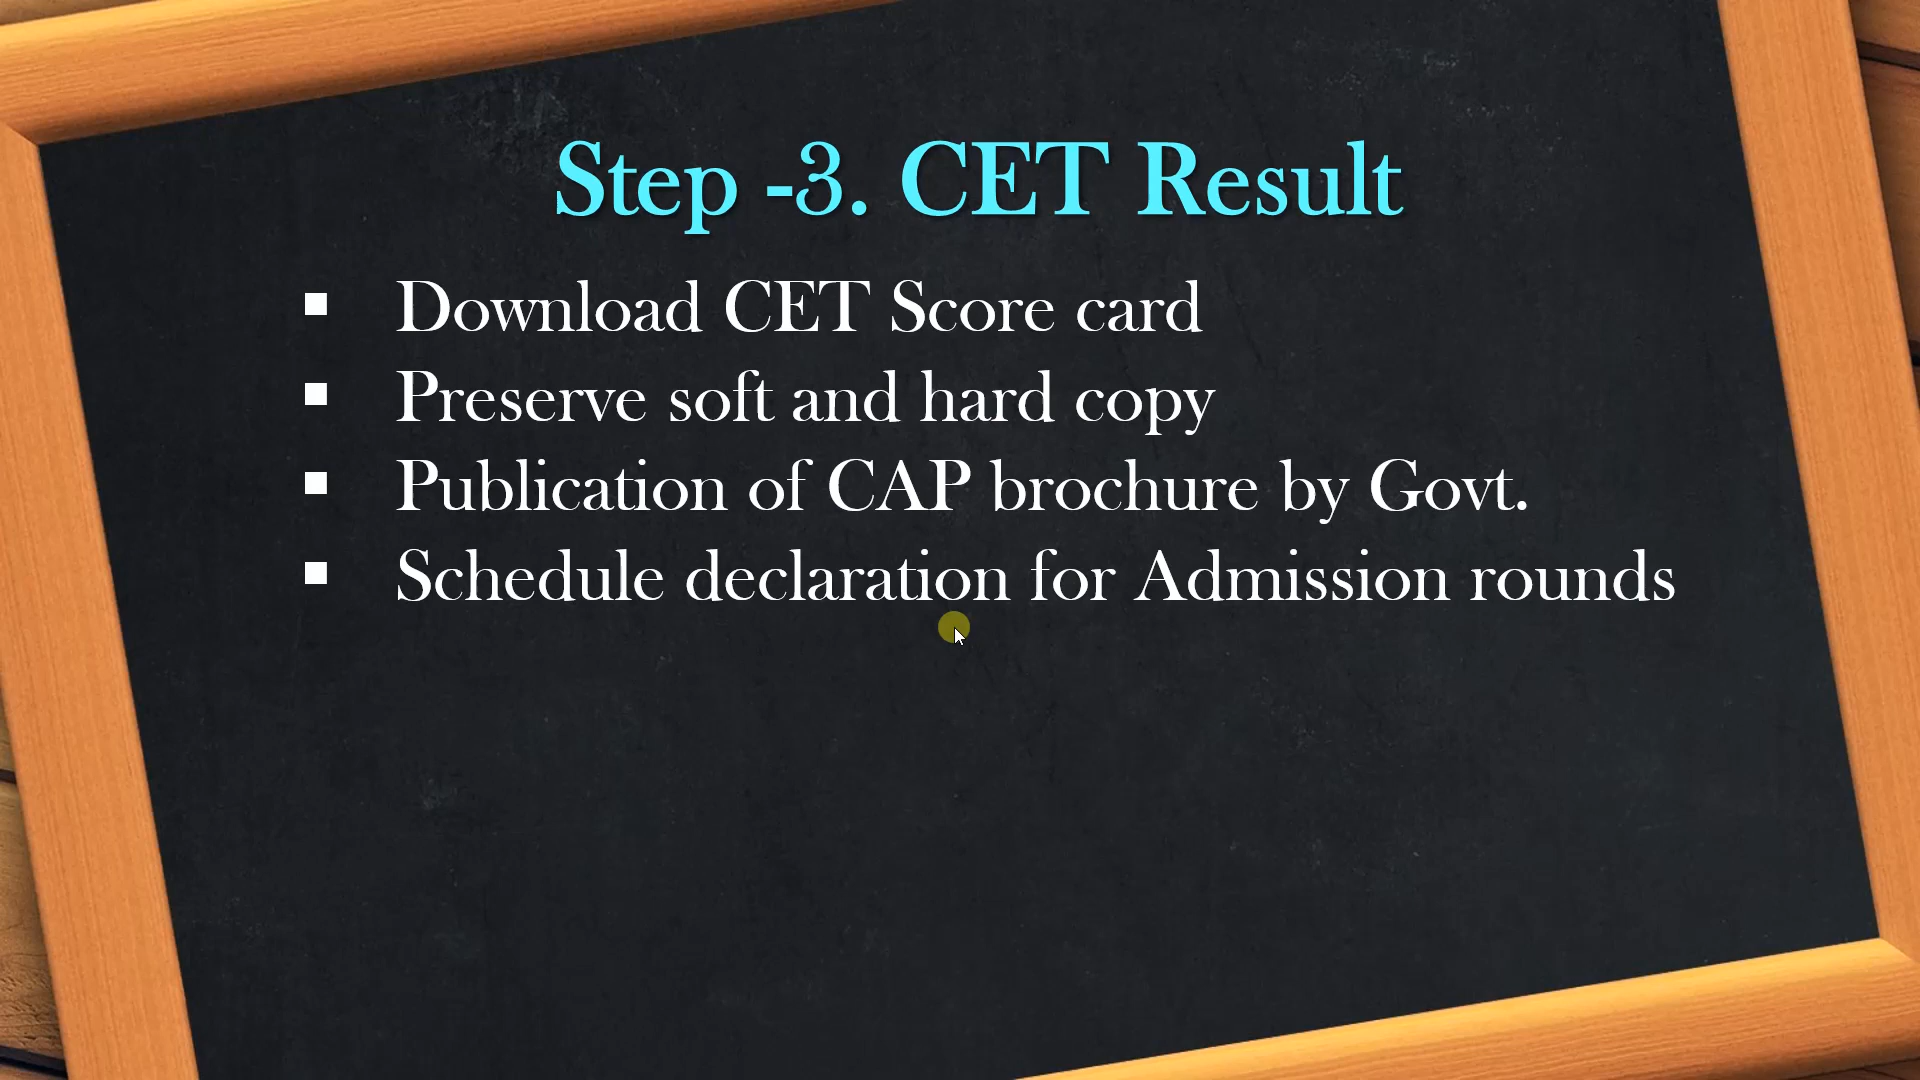 Step -3. CET Result
▪ Download CET Score card
▪ Preserve soft and hard copy
▪ Publication of CAP brochure by Govt.
▪ Schedule declaration for Admission rounds